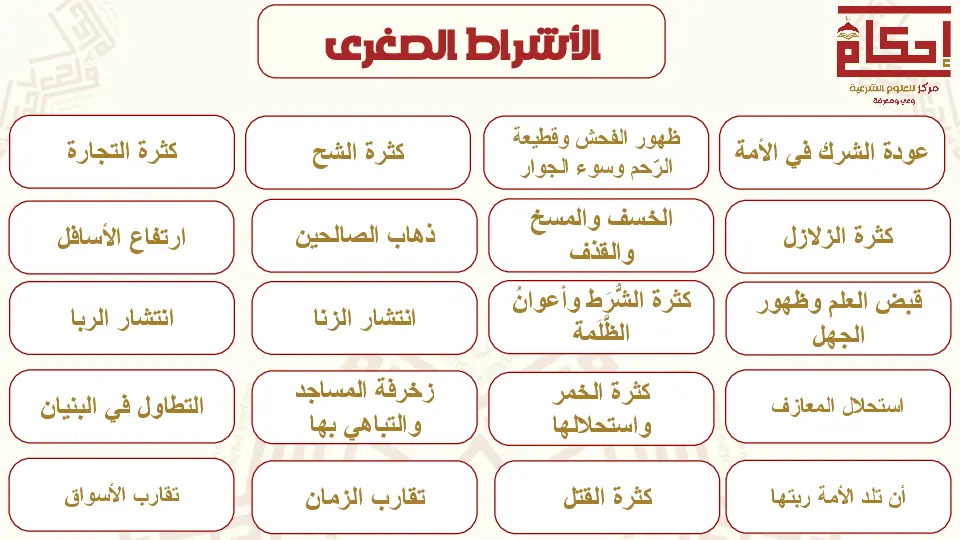 الأشراط الصغرى
إحكام
مركز للعلوم الشرعية
وعي ومعرفة
عودة الشرك في الأمة
ظهور الفحش وقطيعة
الرّحم وسوء الجوار
كثرة الشح
كثرة التجارة
كثرة الزلازل
الخسف والمسخ
والقذف
ذهاب الصالحين
ارتفاع الأسافل
قبض العلم وظهور
الجهل
كثرة الشُّرَط وأعوانُ
الظَّلَمة
انتشار الزنا
انتشار الربا
استحلال المعازف
كثرة الخمر
واستحلالها
زخرفة المساجد
والتباهي بها
التطاول في البنيان
أن تلد الأمة ربتها
كثرة القتل
تقارب الزمان
تقارب الأسواق